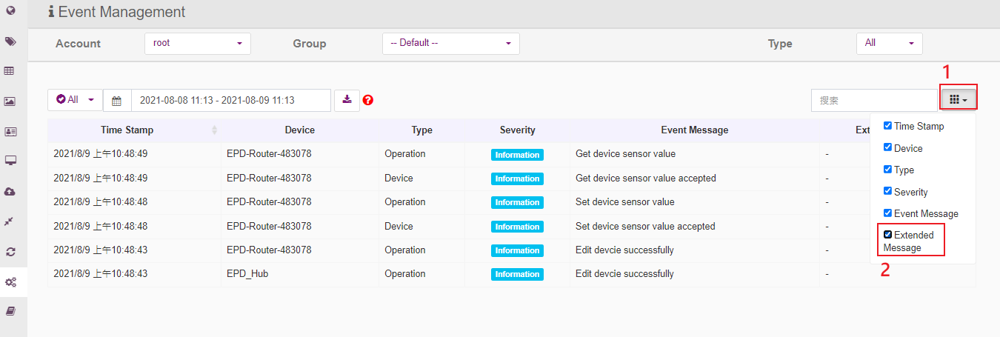 Event Management
Account root Group -- Default -- Type All
1
All 2021-08-08 11:13 - 2021-08-09 11:13 搜索
Time Stamp Device Type Severity Event Message Ext
2021/8/9 上午10:48:49 EPD-Router-483078 Operation Information Get device sensor value -
2021/8/9 上午10:48:49 EPD-Router-483078 Device Information Get device sensor value accepted -
2021/8/9 上午10:48:48 EPD-Router-483078 Operation Information Set device sensor value -
2021/8/9 上午10:48:48 EPD-Router-483078 Device Information Set device sensor value accepted -
2021/8/9 上午10:48:43 EPD-Router-483078 Operation Information Edit devcie successfully -
2021/8/9 上午10:48:43 EPD_Hub Operation Information Edit devcie successfully -
Time Stamp
Device
Type
Severity
Event Message
Extended
Message
2